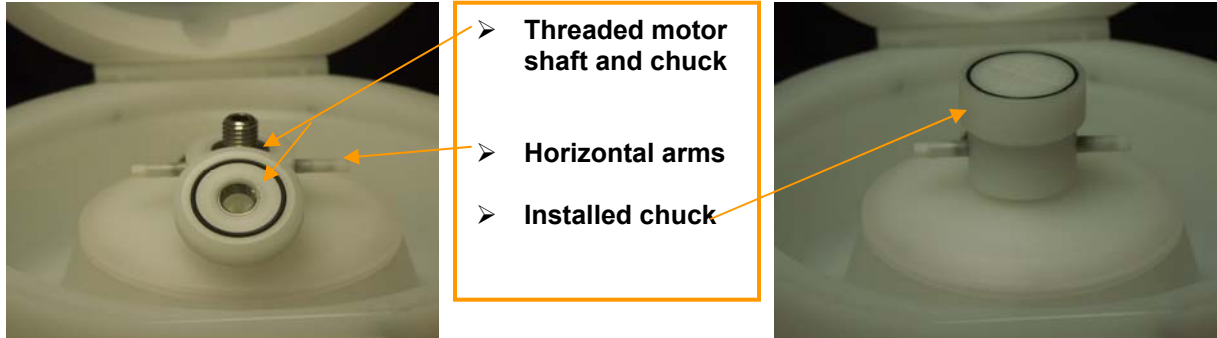 ➢ Threaded motor
shaft and chuck
➢ Horizontal arms
➢ Installed chuck